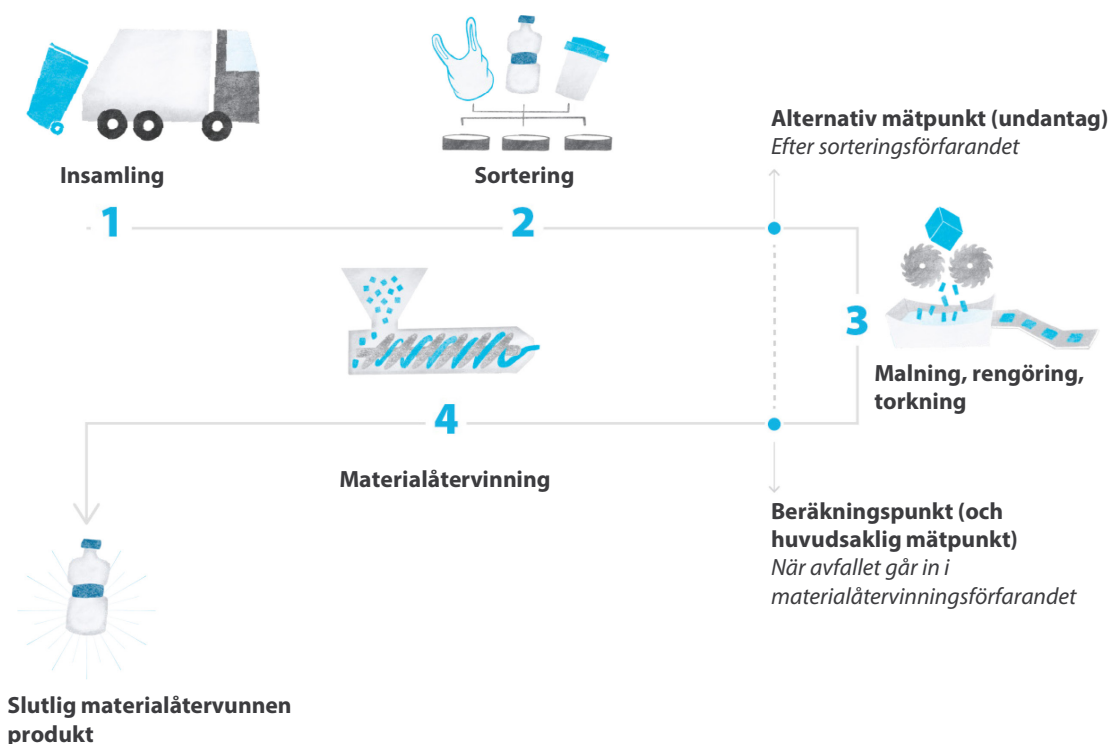 Insamling
1
Sortering
2
Alternativ mätpunkt (undantag)
Efter sorteringsförfarandet
3
Malning, rengöring,
torkning
4
Materialåtervinning
Beräkningspunkt (och
huvudsaklig mätpunkt)
När avfallet går in i
materialåtervinningsförfarandet
Slutlig materialåtervunnen
produkt